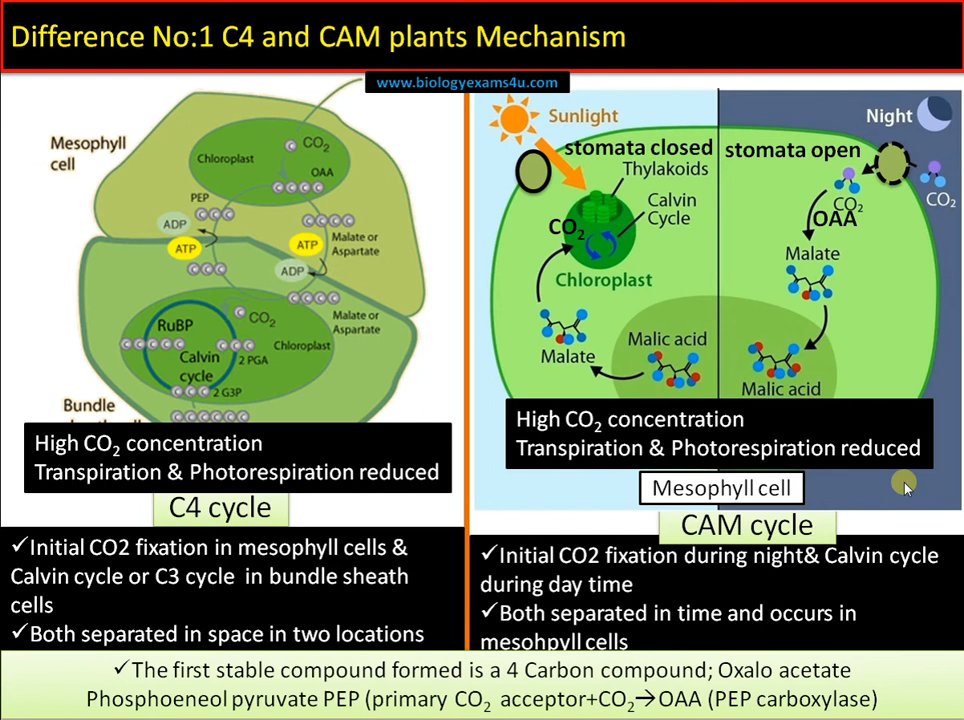 Difference No:1 C4 and CAM plants Mechanism
www.biologyexams4u.com
Mesophyll
cell
Chloroplast
CO2
OAA
PEP
ADP
ATP
ATP
Malate or
Aspartate
ADP
Malate or
Aspartate
CO2
RuBP
Chloroplast
2 PGA
Calvin
cycle
2 G3P
Bundle
High CO2 concentration
Transpiration & Photorespiration reduced
C4 cycle
✓Initial CO2 fixation in mesophyll cells &
Calvin cycle or C3 cycle in bundle sheath
cells
✓Both separated in space in two locations
Sunlight
Night
stomata closed
stomata open
Thylakoids
Calvin
Cycle
CO2
Chloroplast
CO2
CO2
OAA
Malate
Malate
Malic acid
Malic acid
High CO2 concentration
Transpiration & Photorespiration reduced
Mesophyll cell
CAM cycle
✓Initial CO2 fixation during night& Calvin cycle
during day time
✓Both separated in time and occurs in
mesohpyll cells
✓The first stable compound formed is a 4 Carbon compound; Oxalo acetate
Phosphoeneol pyruvate PEP (primary CO2 acceptor+CO2→OAA (PEP carboxylase)